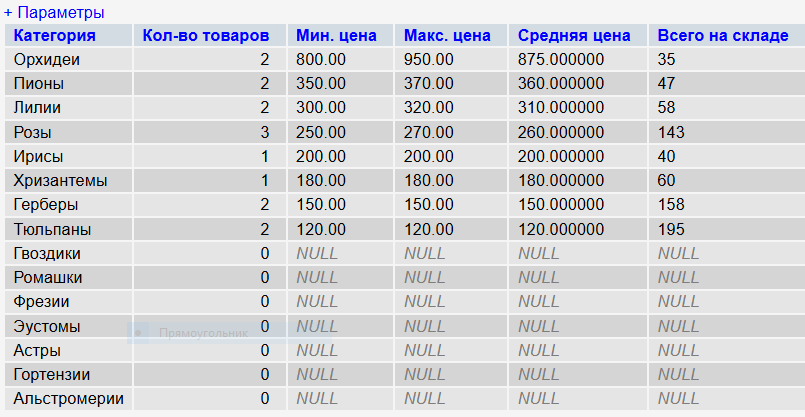 + Параметры
Категория Кол-во товаров Мин. цена Макс. цена Средняя цена Всего на складе
Орхидеи 2 800.00 950.00 875.000000 35
Пионы 2 350.00 370.00 360.000000 47
Лилии 2 300.00 320.00 310.000000 58
Розы 3 250.00 270.00 260.000000 143
Ирисы 1 200.00 200.00 200.000000 40
Хризантемы 1 180.00 180.00 180.000000 60
Герберы 2 150.00 150.00 150.000000 158
Тюльпаны 2 120.00 120.00 120.000000 195
Гвоздики 0 NULL NULL NULL NULL
Ромашки 0 NULL NULL NULL NULL
Фрезии 0 NULL NULL NULL NULL
Эустомы 0 NULL NULL NULL NULL
Прямоугольник
Астры 0 NULL NULL NULL NULL
Гортензии 0 NULL NULL NULL NULL
Альстромерии 0 NULL NULL NULL NULL